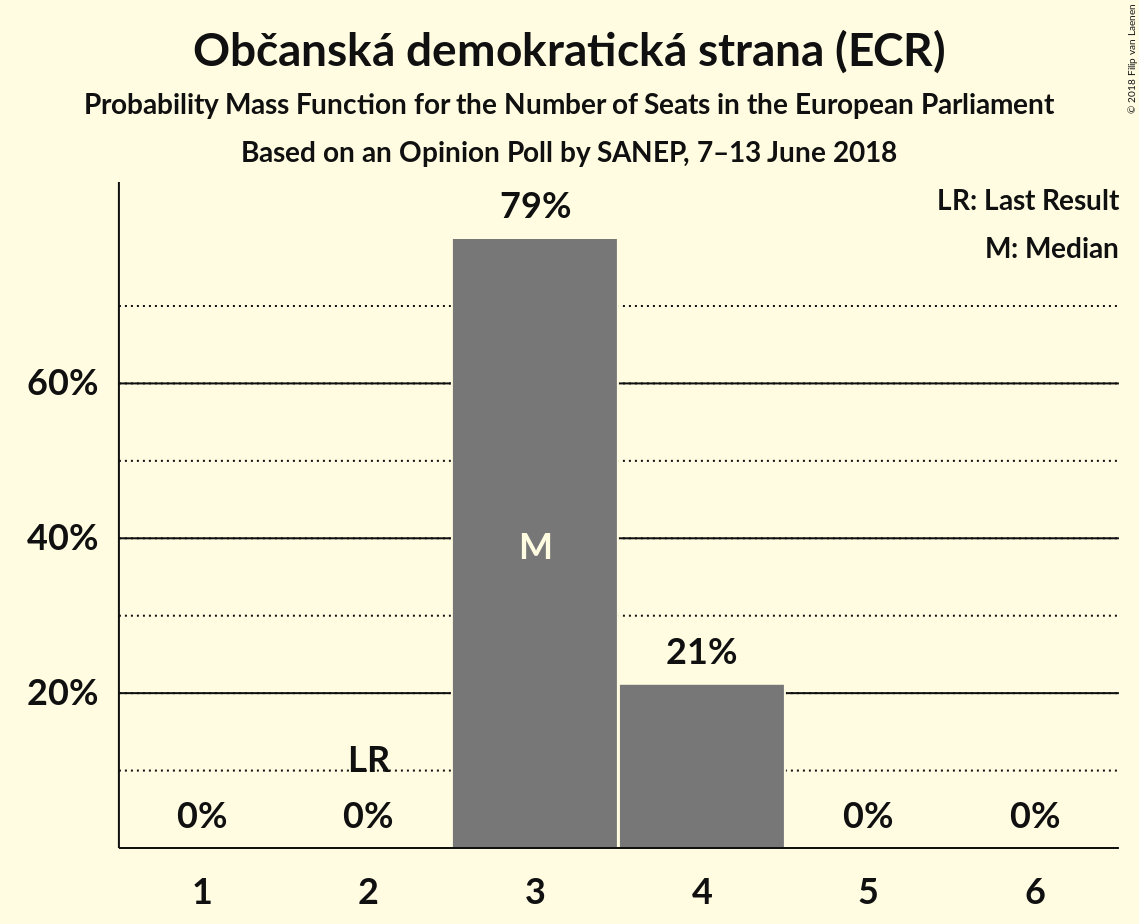 Občanská demokratická strana (ECR)
Probability Mass Function for the Number of Seats in the European Parliament
Based on an Opinion Poll by SANEP, 7–13 June 2018
© 2018 Filip van Laenen
LR: Last Result
M: Median
79%
60%
40%
M
21%
20%
LR
0% 0% 0% 0%
1 2 3 4 5 6